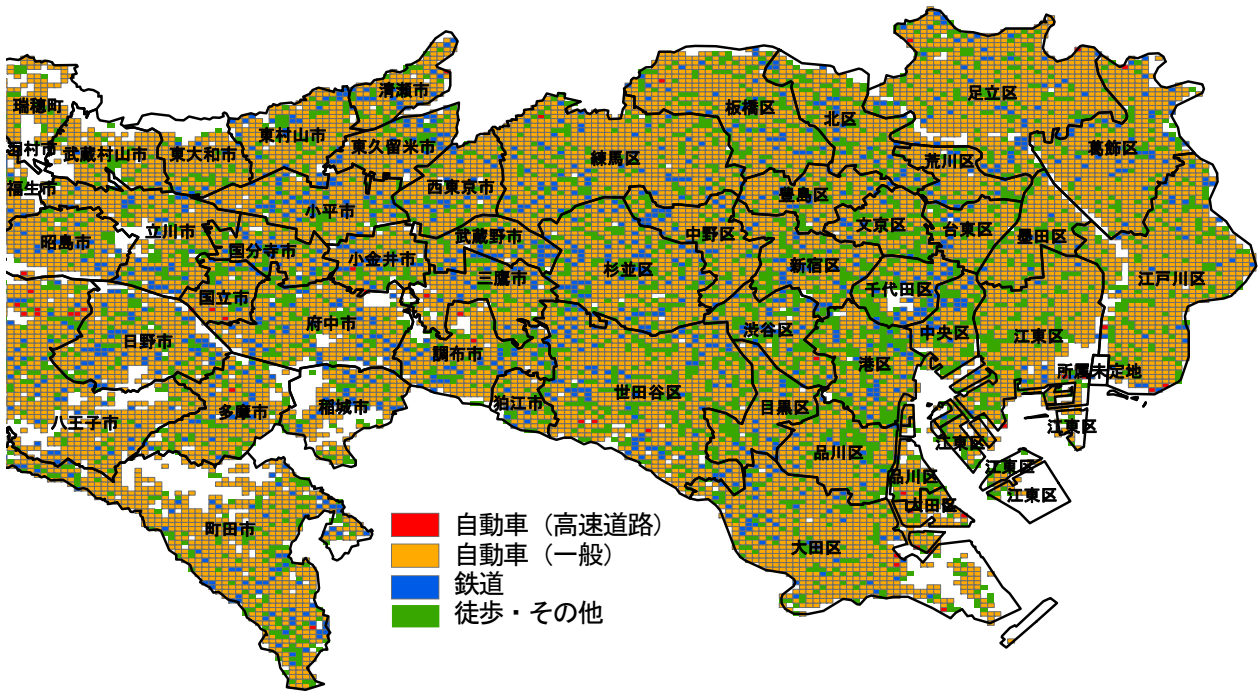 瑞穂町
羽村市
福生市
武蔵村山市
東大和市
東村山市
清瀬市
東久留米市
西東京市
小平市
昭島市
立川市
国分寺市
小金井市
武蔵野市
三鷹市
国立市
府中市
調布市
狛江市
日野市
八王子市
多摩市
稲城市
町田市
練馬区
板橋区
北区
足立区
葛飾区
荒川区
豊島区
文京区
台東区
墨田区
中野区
杉並区
新宿区
千代田区
江戸川区
渋谷区
中央区
江東区
港区
世田谷区
目黒区
所属未定地
江東区
江東区
江東区
江東区
品川区
品川区
大田区
大田区
自動車（高速道路）
自動車（一般）
鉄道
徒歩・その他